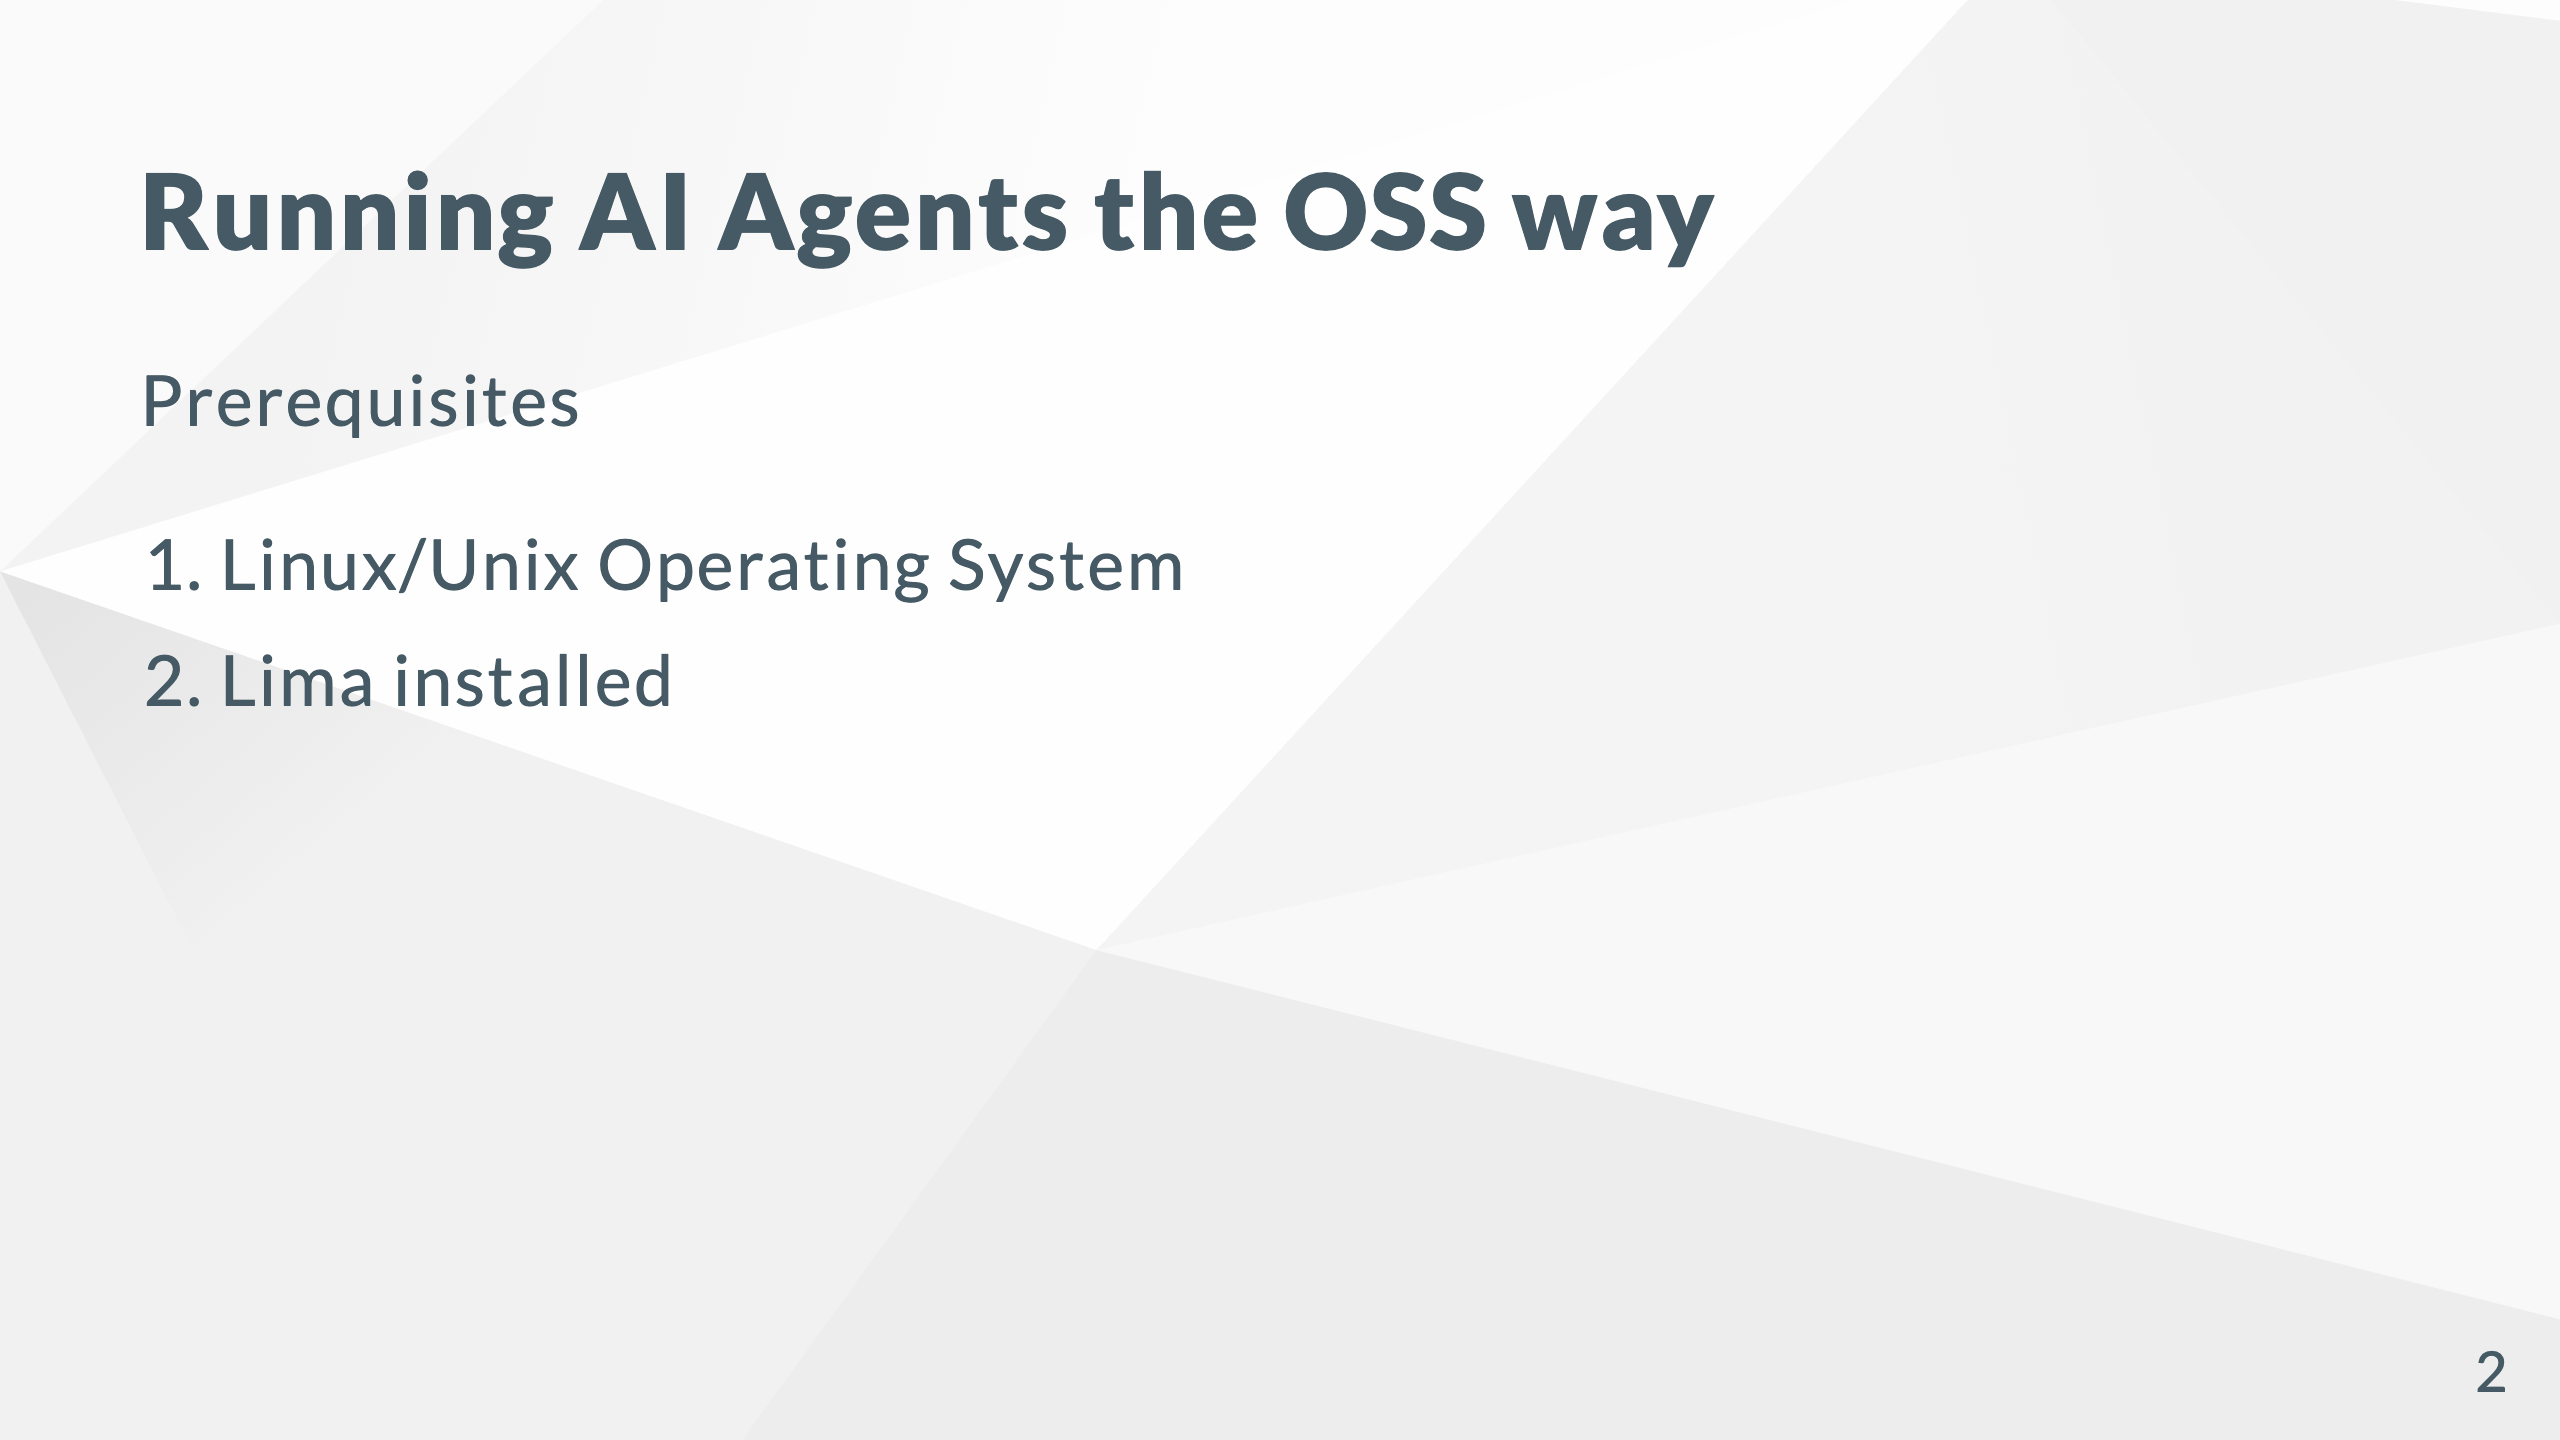 Running AI Agents the OSS way
Prerequisites
1. Linux/Unix Operating System
2. Lima installed
2